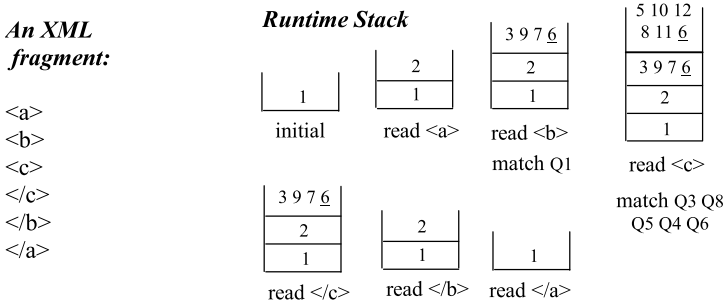 An XML
fragment:
<a>
<b>
<c>
</c>
</b>
</a>
Runtime Stack
1
initial
2
1
read <a>
3 9 7 6
2
1
read <b>
match Q1
5 10 12
8 11 6
3 9 7 6
2
1
read <c>
match Q3 Q8
Q5 Q4 Q6
3 9 7 6
2
1
read </c>
2
1
read </b>
1
read </a>